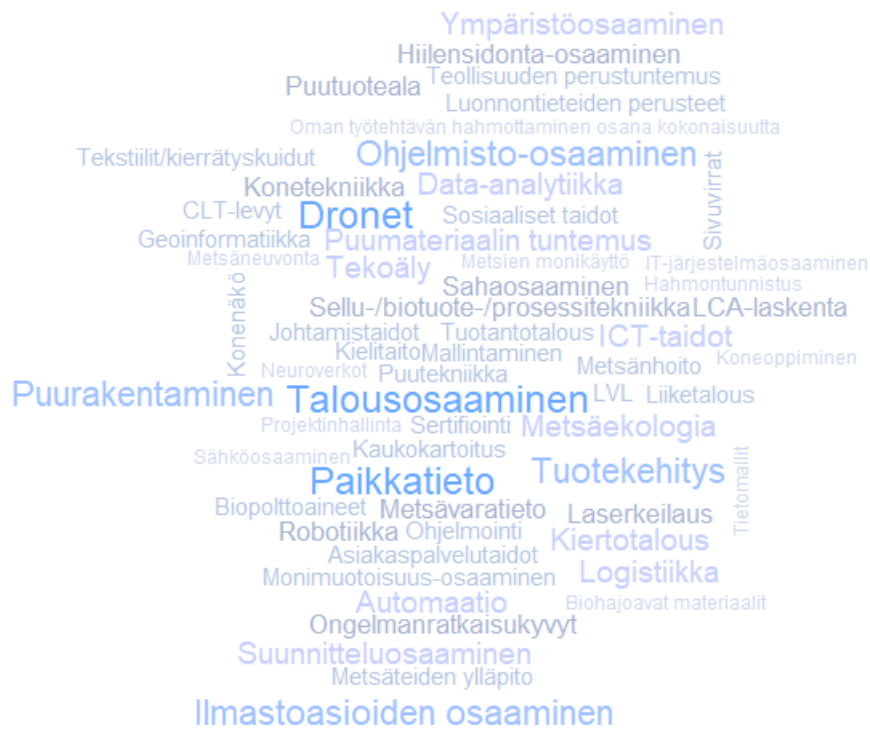 Ympäristöosaaminen
Hiilensidonta-osaaminen
Puutuoteala Teollisuuden perustuntemus
Luonnontieteiden perusteet
Oman työtehtävän hahmottaminen osana kokonaisuutta
Tekstiilit/kierrätyskuidut Ohjelmisto-osaaminen
Sivuvirrat
Konetekniikka Data-analytiikka
CLT-levyt Dronet Sosiaaliset taidot
Geoinformatiikka Puumateriaalin tuntemus
Metsäneuvonta Tekoäly Metsien monikäyttö IT-järjestelmäosaaminen
Sahaosaaminen Hahmontunnistus
Konenäkö
Sellu-/biotuote-/prosessitekniikka LCA-laskenta
Johtamistaidot Tuotantotalous ICT-taidot
Kielitaito Mallintaminen Koneoppiminen
Neuroverkot Puutekniikka Metsänhoito
Puurakentaminen Talousosaaminen LVL Liiketalous
Projektinhallinta Sertifiointi Metsäekologia
Sähköosaaminen Kaukokartoitus
Tietomallit
Paikkatieto Tuotekehitys
Biopolttoaineet Metsävaratieto Laserkeilaus
Robotiikka Ohjelmointi Kiertotalous
Asiakaspalvelutaidot
Monimuotoisuus-osaaminen Logistiikka
Automaatio Biohajoavat materiaalit
Ongelmanratkaisukyvyt
Suunnitteluosaaminen
Metsäteiden ylläpito
Ilmastoasioiden osaaminen